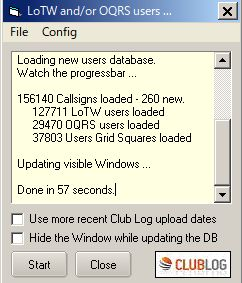 LoTW and/or OQRS users ...
File Config
Loading new users database.
Watch the progressbar ...
156140 Callsigns loaded - 260 new.
127711 LoTW users loaded
29470 OQRS users loaded
37803 Users Grid Squares loaded
Updating visible Windows ...
Done in 57 seconds.
Use more recent Club Log upload dates
Hide the Window while updating the DB
Start Close CLUBLOG